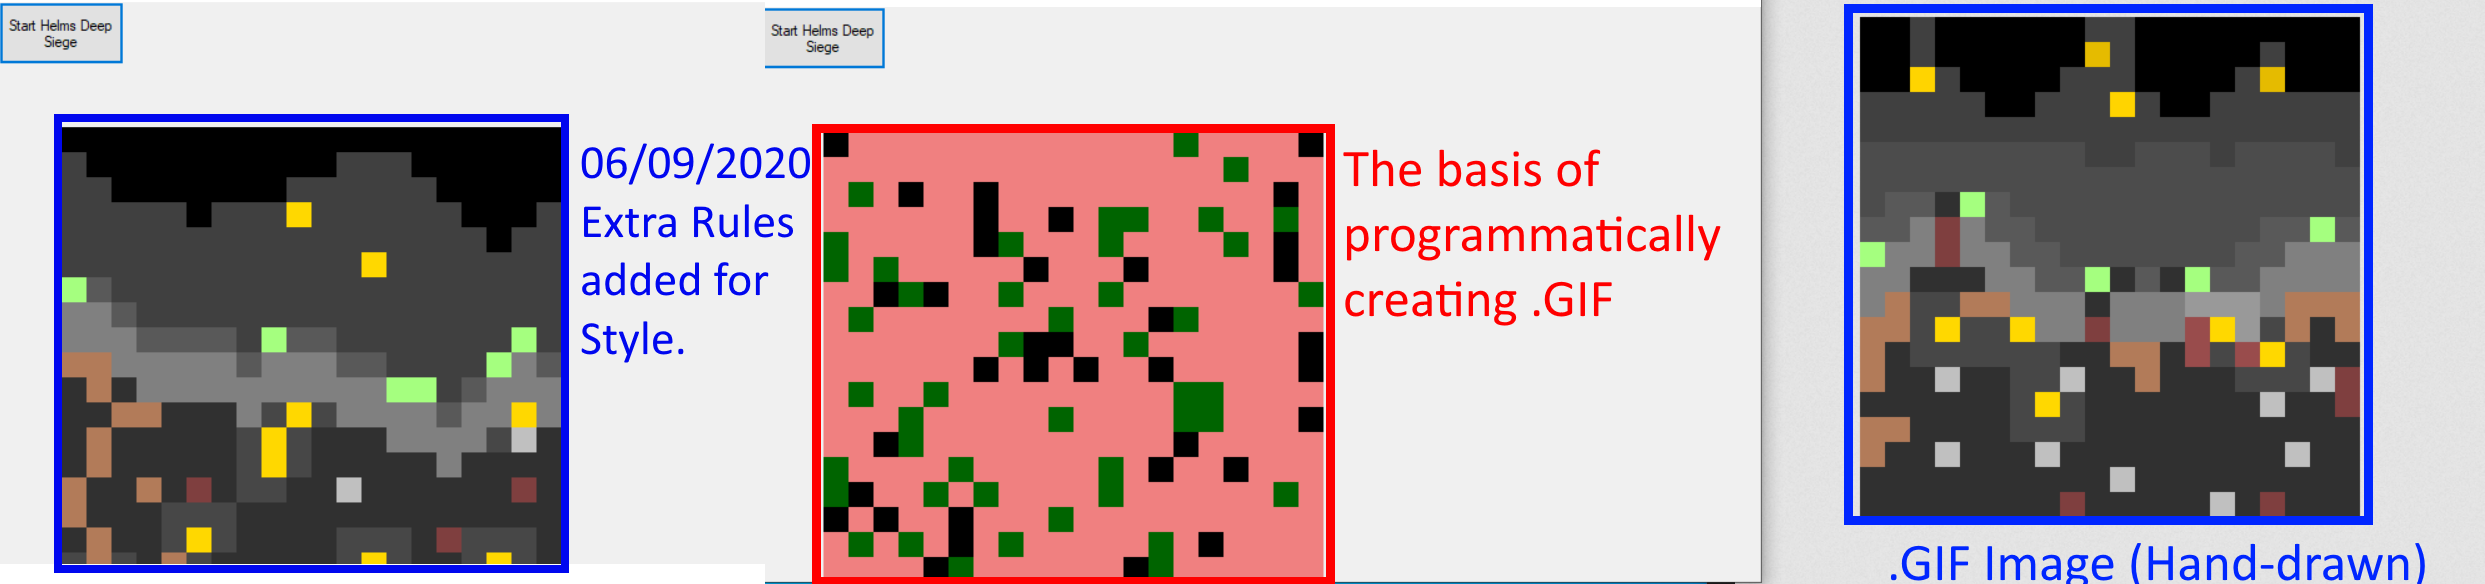 Start Helms Deep
Siege
Start Helms Deep
Siege
06/09/2020
Extra Rules
added for
Style.
The basis of
programmatically
creating .GIF
.GIF Image (Hand-drawn)